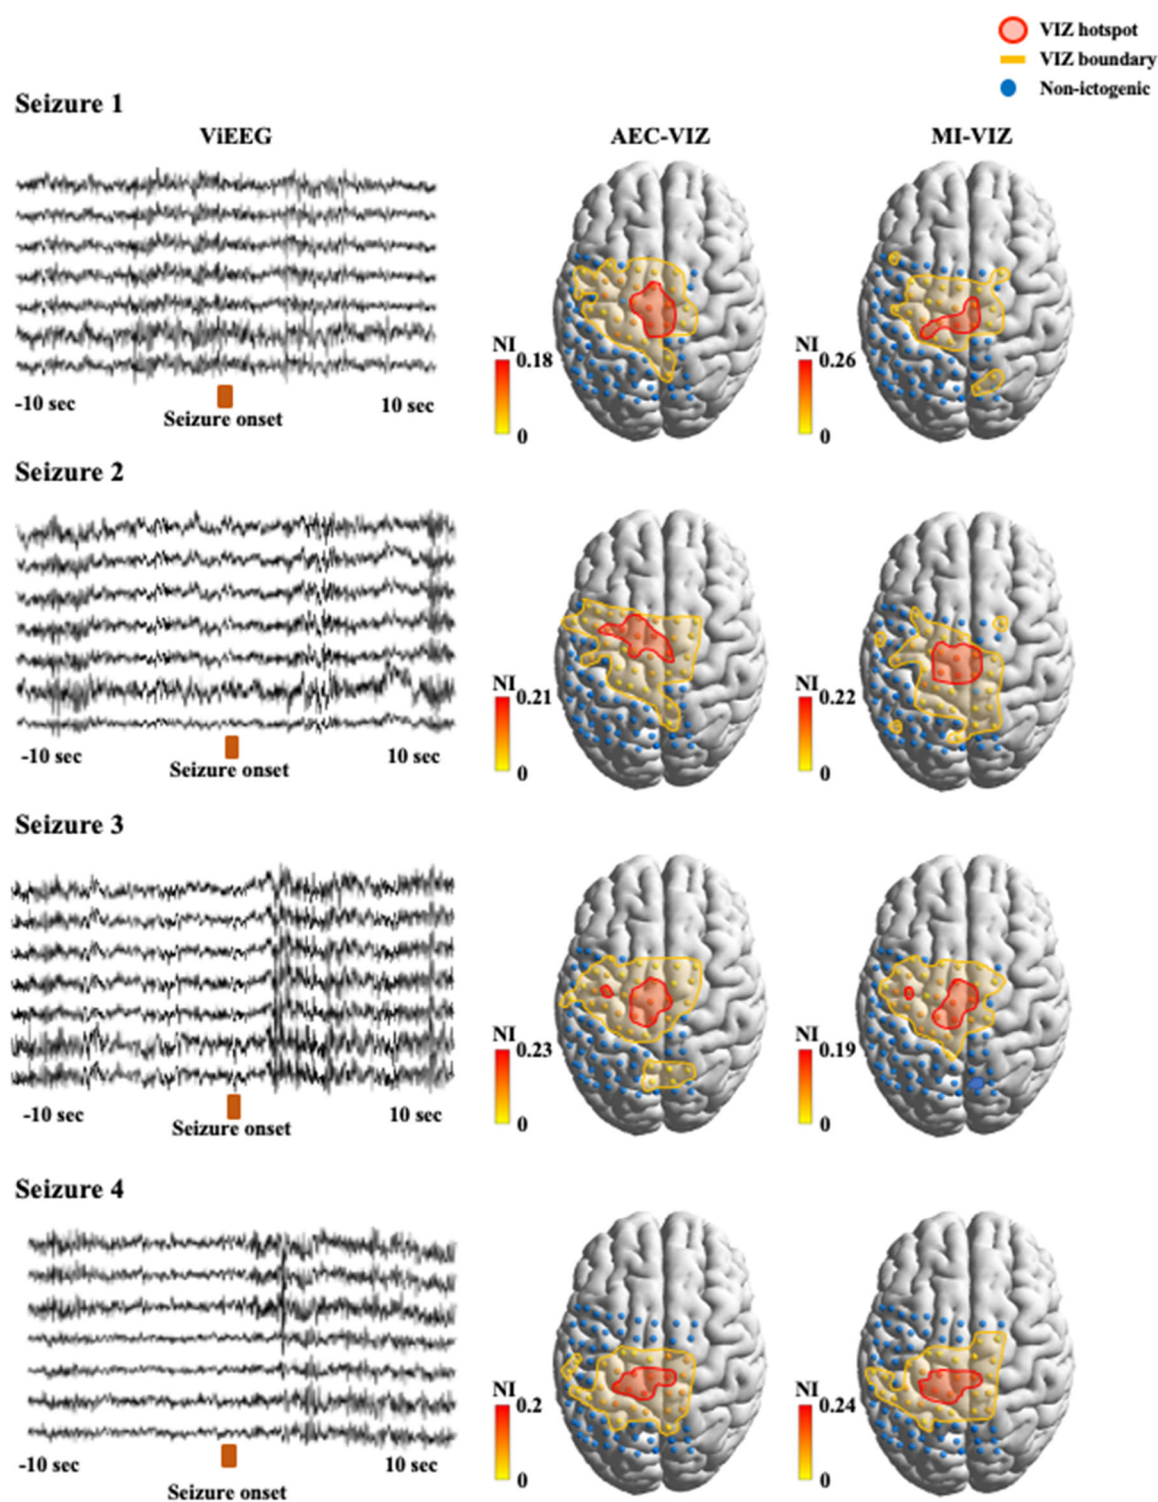 VIZ hotspot
VIZ boundary
Non-ictogenic
Seizure 1
ViEEG
AEC-VIZ
MI-VIZ
NI
0.18
0
NI
0.26
0
-10 sec
10 sec
Seizure onset
Seizure 2
NI
0.21
0
NI
0.22
0
-10 sec
10 sec
Seizure onset
Seizure 3
NI
0.23
0
NI
0.19
0
-10 sec
10 sec
Seizure onset
Seizure 4
NI
0.2
0
NI
0.24
0
-10 sec
10 sec
Seizure onset